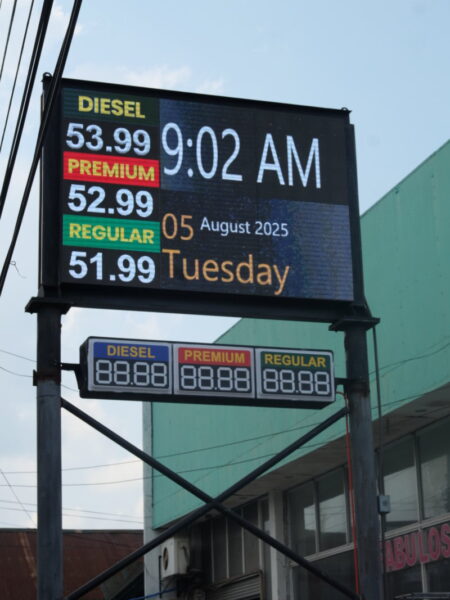 DIESEL
53.99
PREMIUM
52.99
REGULAR
51.99
9:02 AM
05 August 2025
Tuesday
DIESEL PREMIUM REGULAR
88.88 88.88 88.88
ABULOS